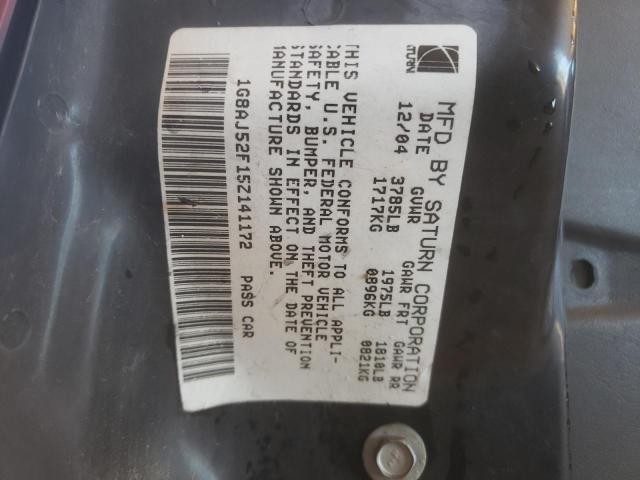 MFD BY SATURN CORPORATION
DATE GVWR GAWR FRT GAWR RR
12/04 3785LB 1975LB 1810LB
1717KG 0896KG 0821KG
THIS VEHICLE CONFORMS TO ALL APPLI-
CABLE U.S. FEDERAL MOTOR VEHICLE
SAFETY, BUMPER, AND THEFT PREVENTION
STANDARDS IN EFFECT ON THE DATE OF
MANUFACTURE SHOWN ABOVE.
1G8AJ52F15Z141172 PASS CAR